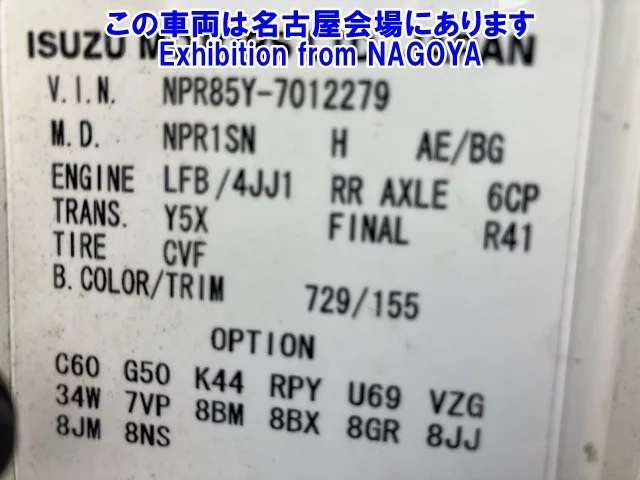 この車両は名古屋会場にあります
Exhibition from NAGOYA
ISUZU
V.I.N. NPR85Y-7012279
M.D. NPR1SN H AE/BG
ENGINE LFB/4JJ1 RR AXLE 6CP
TRANS. Y5X FINAL R41
TIRE CVF
B.COLOR/TRIM 729/155
OPTION
C60 G50 K44 RPY U69 VZG
34W 7VP 8BM 8BX 8GR 8JJ
8JM 8NS